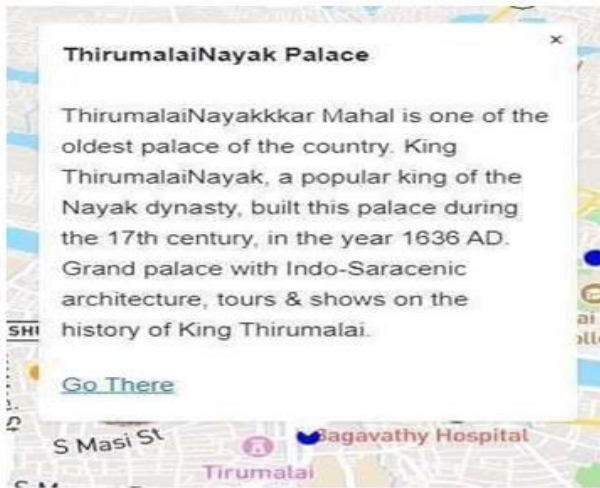 ×
ThirumalaiNayak Palace
ThirumalaiNayakkkar Mahal is one of the
oldest palace of the country. King
ThirumalaiNayak, a popular king of the
Nayak dynasty, built this palace during
the 17th century, in the year 1636 AD.
Grand palace with Indo-Saracenic
architecture, tours & shows on the
history of King Thirumalai.
Go There
S Masi St
Bagavathy Hospital
Tirumalai